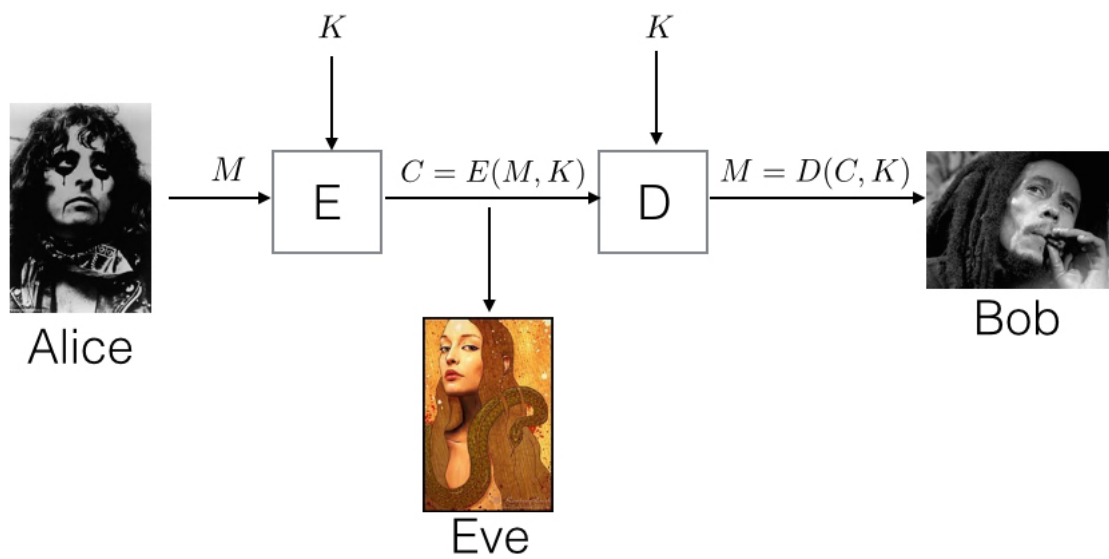 K
K
M
E
C = E(M, K)
D
M = D(C, K)
Alice
Bob
Eve